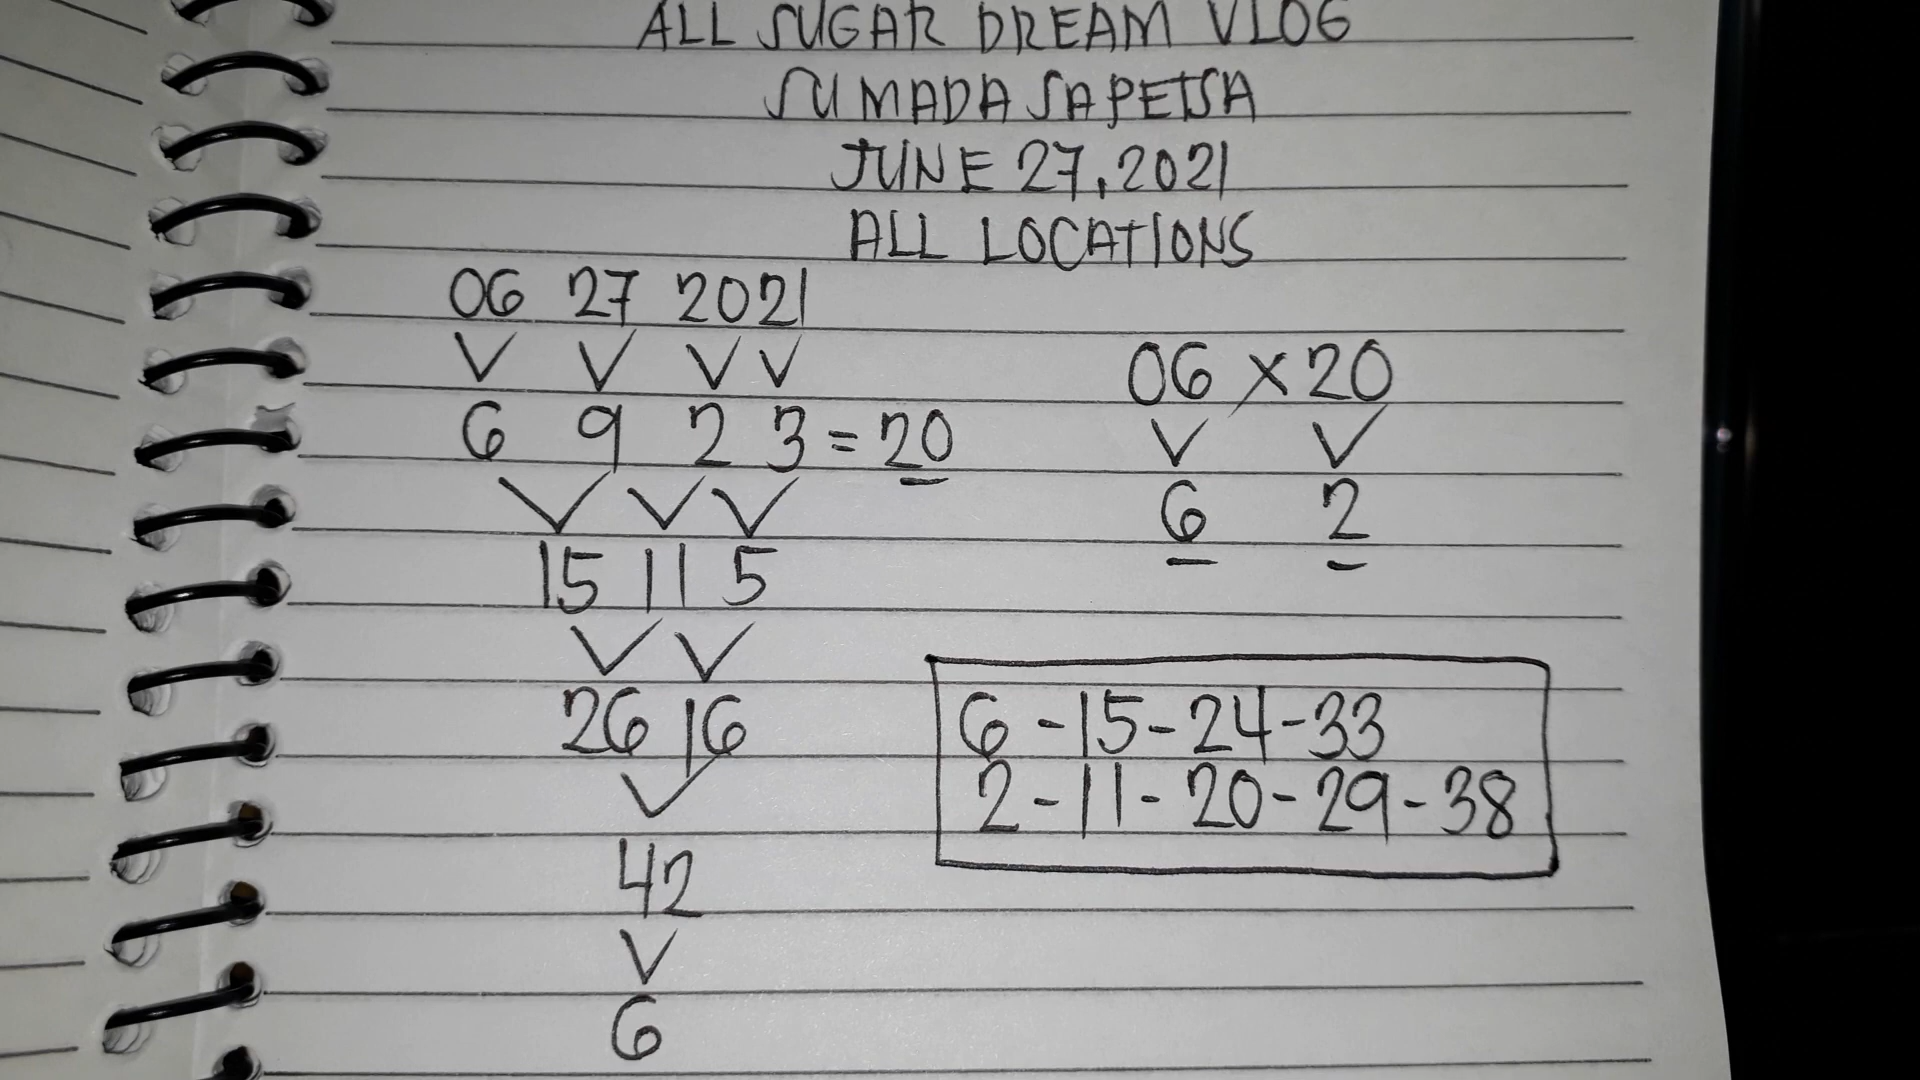 ALL SUGAR DREAM VLOG
SUMADA SA PETSA
JUNE 27, 2021
ALL LOCATIONS
06 27 2021
6 9 2 3 = 20
15 11 5
26 16
42
6
06 x 20
6 2
6 - 15 - 24 - 33
2 - 11 - 20 - 29 - 38